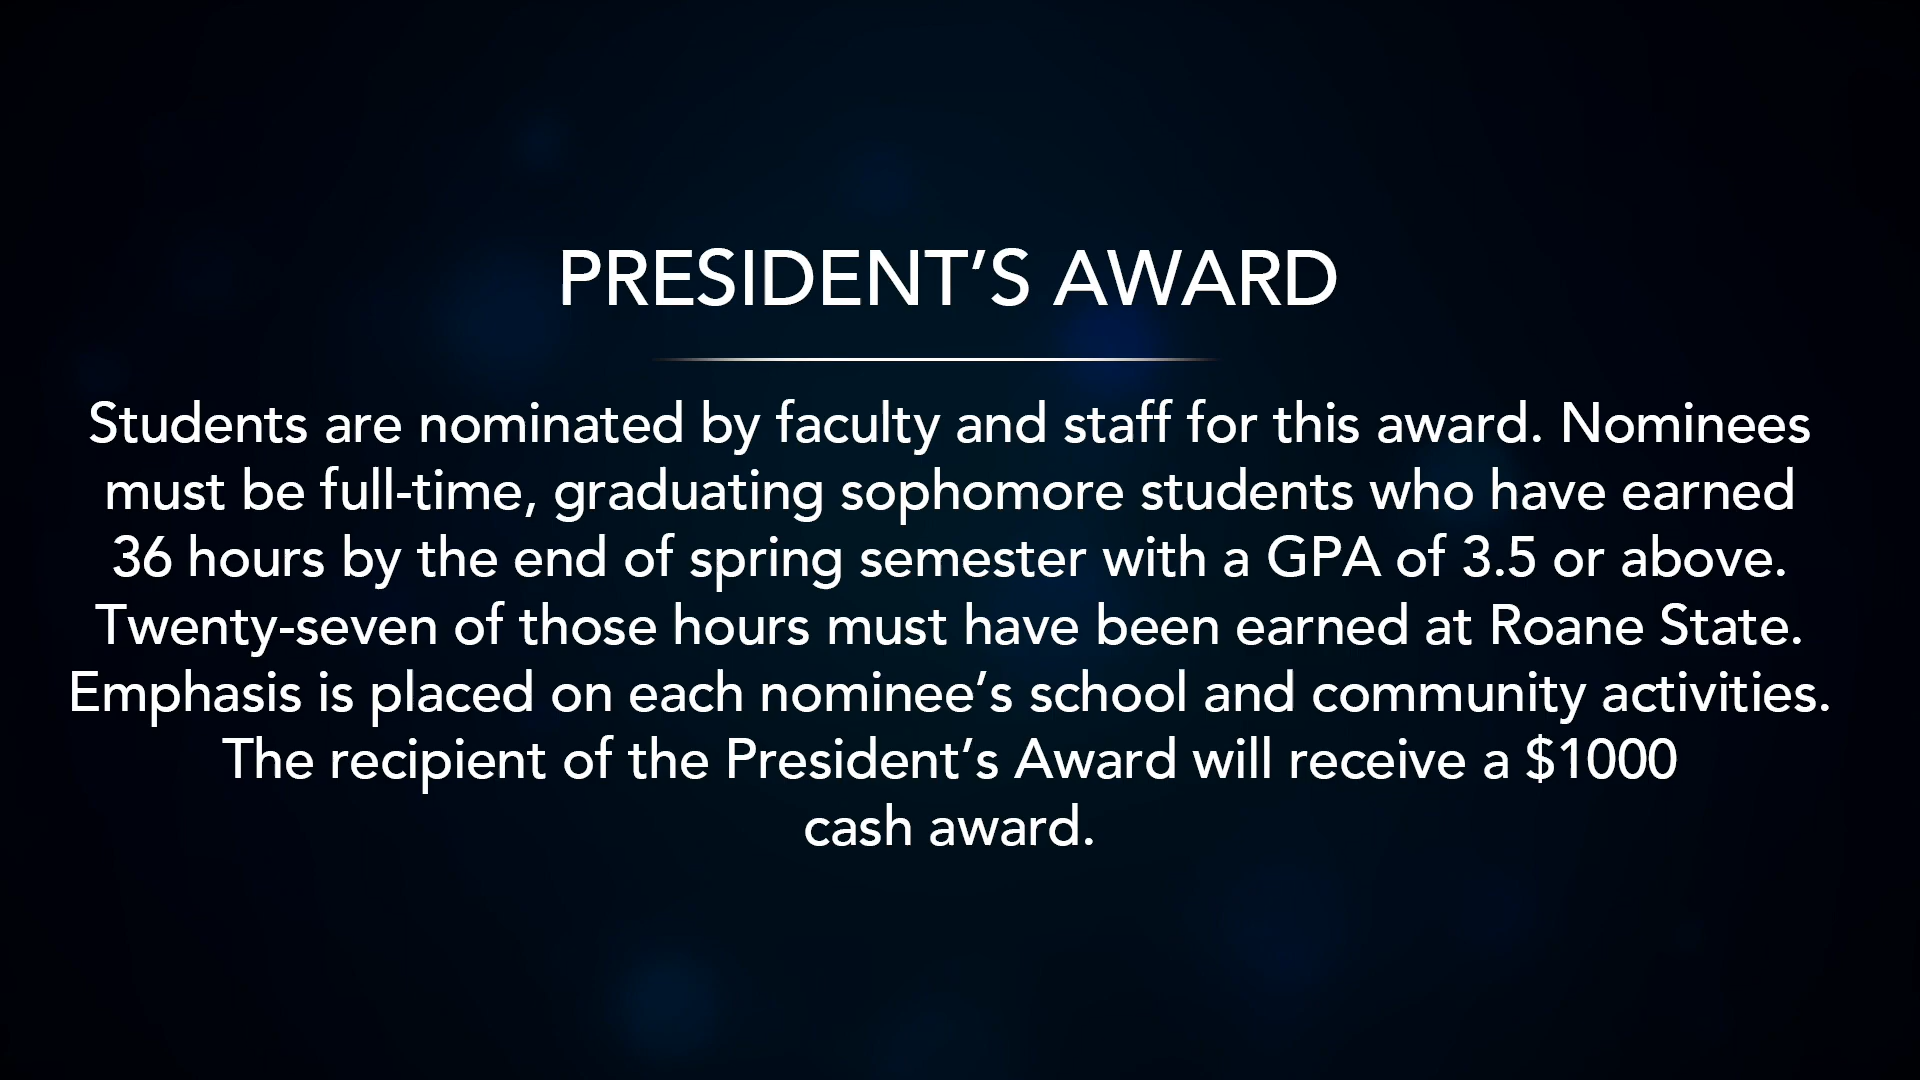 PRESIDENT’S AWARD
Students are nominated by faculty and staff for this award. Nominees
must be full-time, graduating sophomore students who have earned
36 hours by the end of spring semester with a GPA of 3.5 or above.
Twenty-seven of those hours must have been earned at Roane State.
Emphasis is placed on each nominee’s school and community activities.
The recipient of the President’s Award will receive a $1000
cash award.